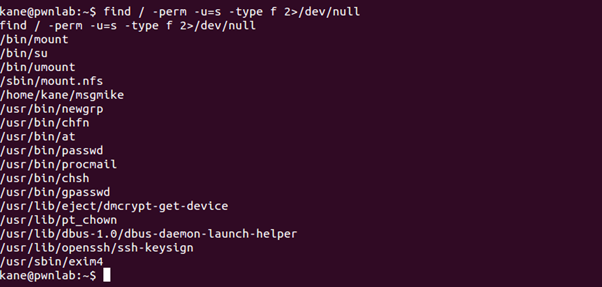 kane@pwnlab:~$ find / -perm -u=s -type f 2>/dev/null
find / -perm -u=s -type f 2>/dev/null
/bin/mount
/bin/su
/bin/umount
/sbin/mount.nfs
/home/kane/msgmike
/usr/bin/newgrp
/usr/bin/chfn
/usr/bin/at
/usr/bin/passwd
/usr/bin/procmail
/usr/bin/chsh
/usr/bin/gpasswd
/usr/lib/eject/dmcrypt-get-device
/usr/lib/pt_chown
/usr/lib/dbus-1.0/dbus-daemon-launch-helper
/usr/lib/openssh/ssh-keysign
/usr/sbin/exim4
kane@pwnlab:~$